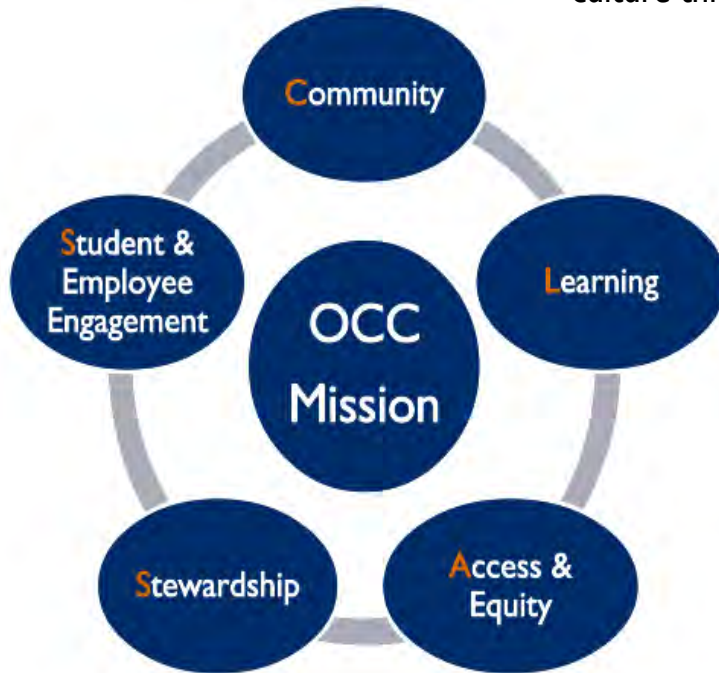 Community
Learning
Access &
Equity
Stewardship
Student &
Employee
Engagement
OCC
Mission